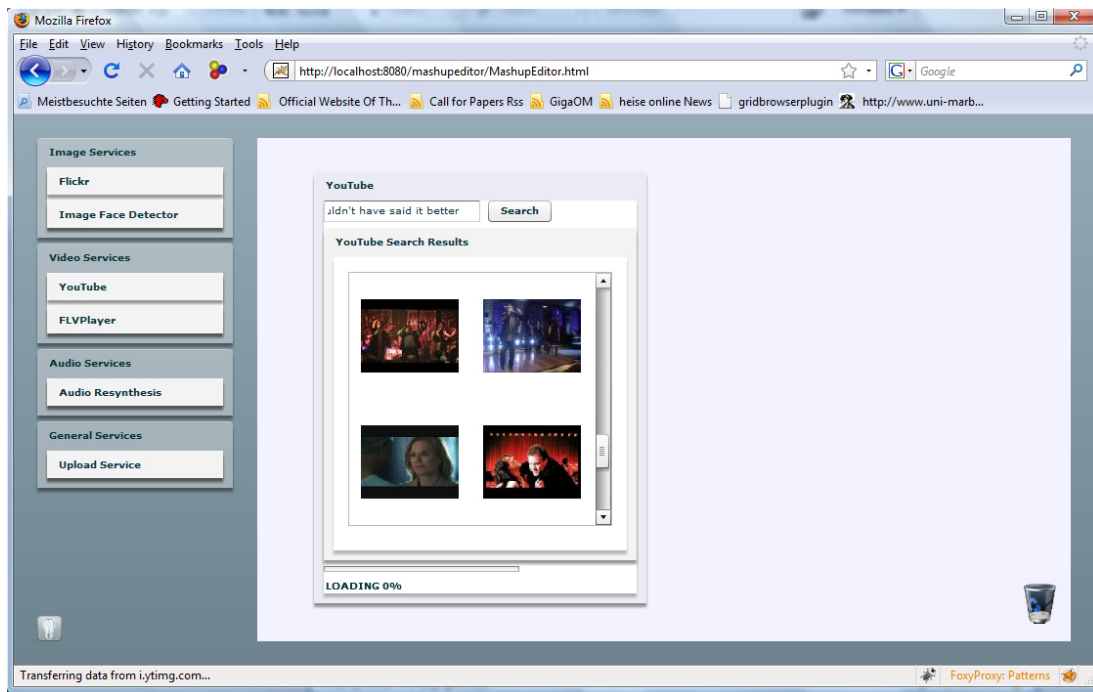 Mozilla Firefox
File Edit View History Bookmarks Tools Help
http://localhost:8080/mashupeditor/MashupEditor.html
G Google
Meistbesuchte Seiten Getting Started Official Website Of Th... Call for Papers Rss GigaOM heise online News gridbrowserplugin http://www.uni-marb...
Image Services
Flickr
Image Face Detector
Video Services
YouTube
FLVPlayer
Audio Services
Audio Resynthesis
General Services
Upload Service
YouTube
uldn't have said it better Search
YouTube Search Results
LOADING 0%
Transferring data from i.ytimg.com...
FoxyProxy: Patterns